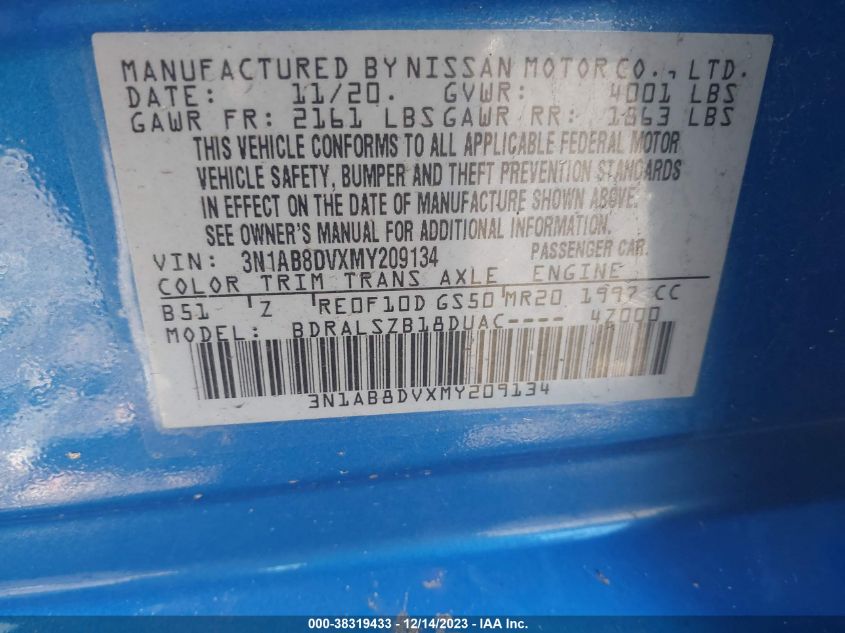 MANUFACTURED BY NISSAN MOTOR CO., LTD.
DATE: 11/20. GVWR: 4001 LBS
GAWR FR: 2161 LBS GAWR RR: 1863 LBS
THIS VEHICLE CONFORMS TO ALL APPLICABLE FEDERAL MOTOR
VEHICLE SAFETY, BUMPER AND THEFT PREVENTION STANDARDS
IN EFFECT ON THE DATE OF MANUFACTURE SHOWN ABOVE.
SEE OWNER'S MANUAL FOR ADDITIONAL INFORMATION.
VIN: 3N1AB8DVXMY209134 PASSENGER CAR
COLOR TRIM TRANS AXLE ENGINE
B51 Z RE0F10D GS50 MR20 1997 CC
MODEL: BDRALSZB18DUAC---- 4Z000
3N1AB8DVXMY209134
000-38319433 - 12/14/2023 - IAA Inc.